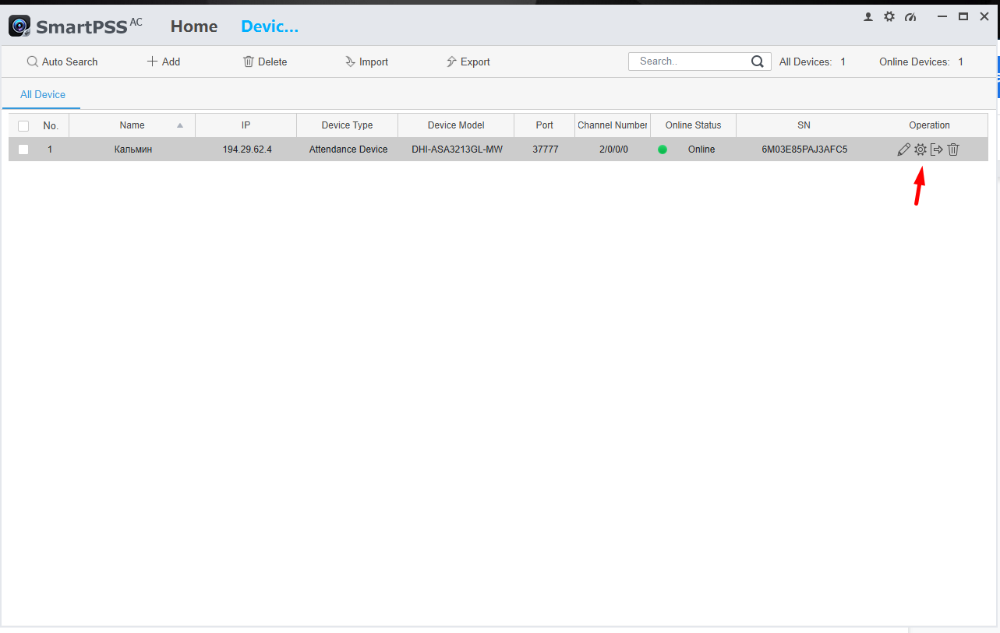 SmartPSS AC Home Devic...
Auto Search Add Delete Import Export Search.. All Devices: 1 Online Devices: 1
All Device
No. Name IP Device Type Device Model Port Channel Number Online Status SN Operation
1 Кальмин 194.29.62.4 Attendance Device DHI-ASA3213GL-MW 37777 2/0/0/0 Online 6M03E85PAJ3AFC5